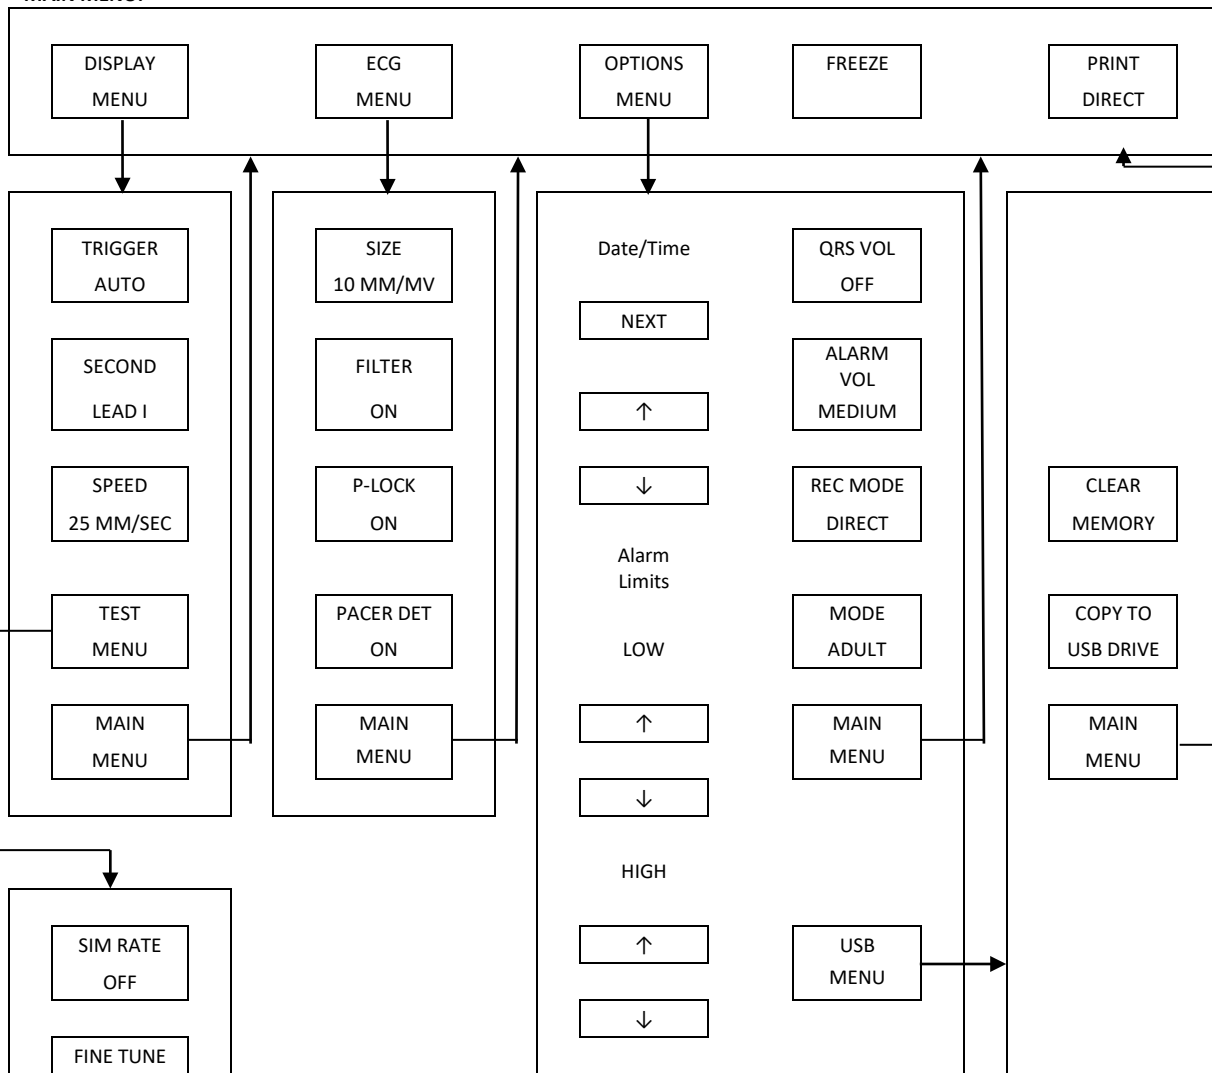 DISPLAY
MENU
ECG
MENU
OPTIONS
MENU
FREEZE
PRINT
DIRECT
TRIGGER
AUTO
SECOND
LEAD I
SPEED
25 MM/SEC
TEST
MENU
MAIN
MENU
SIZE
10 MM/MV
FILTER
ON
P-LOCK
ON
PACER DET
ON
MAIN
MENU
Date/Time
NEXT
↑
↓
Alarm
Limits
LOW
↑
↓
HIGH
↑
↓
QRS VOL
OFF
ALARM
VOL
MEDIUM
REC MODE
DIRECT
MODE
ADULT
MAIN
MENU
USB
MENU
CLEAR
MEMORY
COPY TO
USB DRIVE
MAIN
MENU
SIM RATE
OFF
FINE TUNE